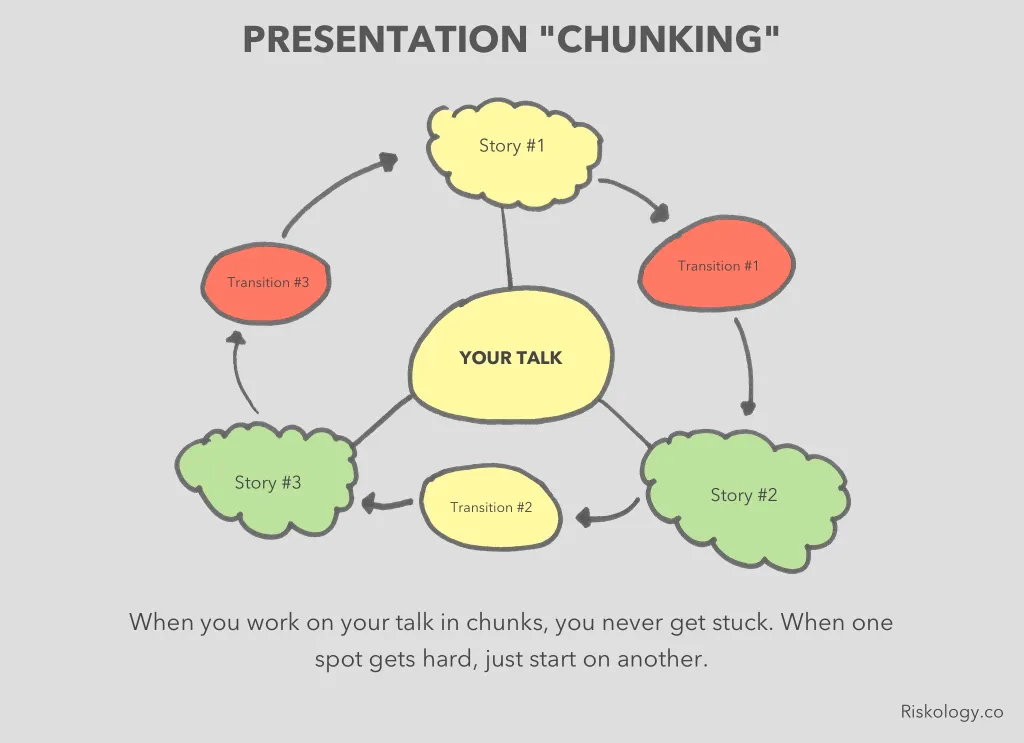 PRESENTATION "CHUNKING"
Story #1
Transition #1
Transition #3
YOUR TALK
Story #3
Story #2
Transition #2
When you work on your talk in chunks, you never get stuck. When one
spot gets hard, just start on another.
Riskology.co